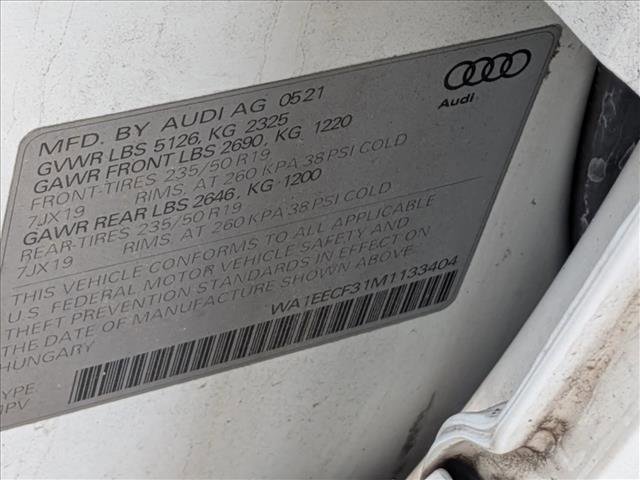 MFD. BY AUDI AG 0521
GVWR LBS 5126, KG 2325
GAWR FRONT LBS 2690, KG 1220
FRONT-TIRES 235/50 R19
7JX19 RIMS, AT 260 KPA 38 PSI COLD
GAWR REAR LBS 2646, KG 1200
REAR-TIRES 235/50 R19
7JX19 RIMS, AT 260 KPA 38 PSI COLD
THIS VEHICLE CONFORMS TO ALL APPLICABLE
U.S. FEDERAL MOTOR VEHICLE SAFETY AND
THEFT PREVENTION STANDARDS IN EFFECT ON
THE DATE OF MANUFACTURE SHOWN ABOVE.
HUNGARY
WA1EECF31M1133404
TYPE
MPV
Audi